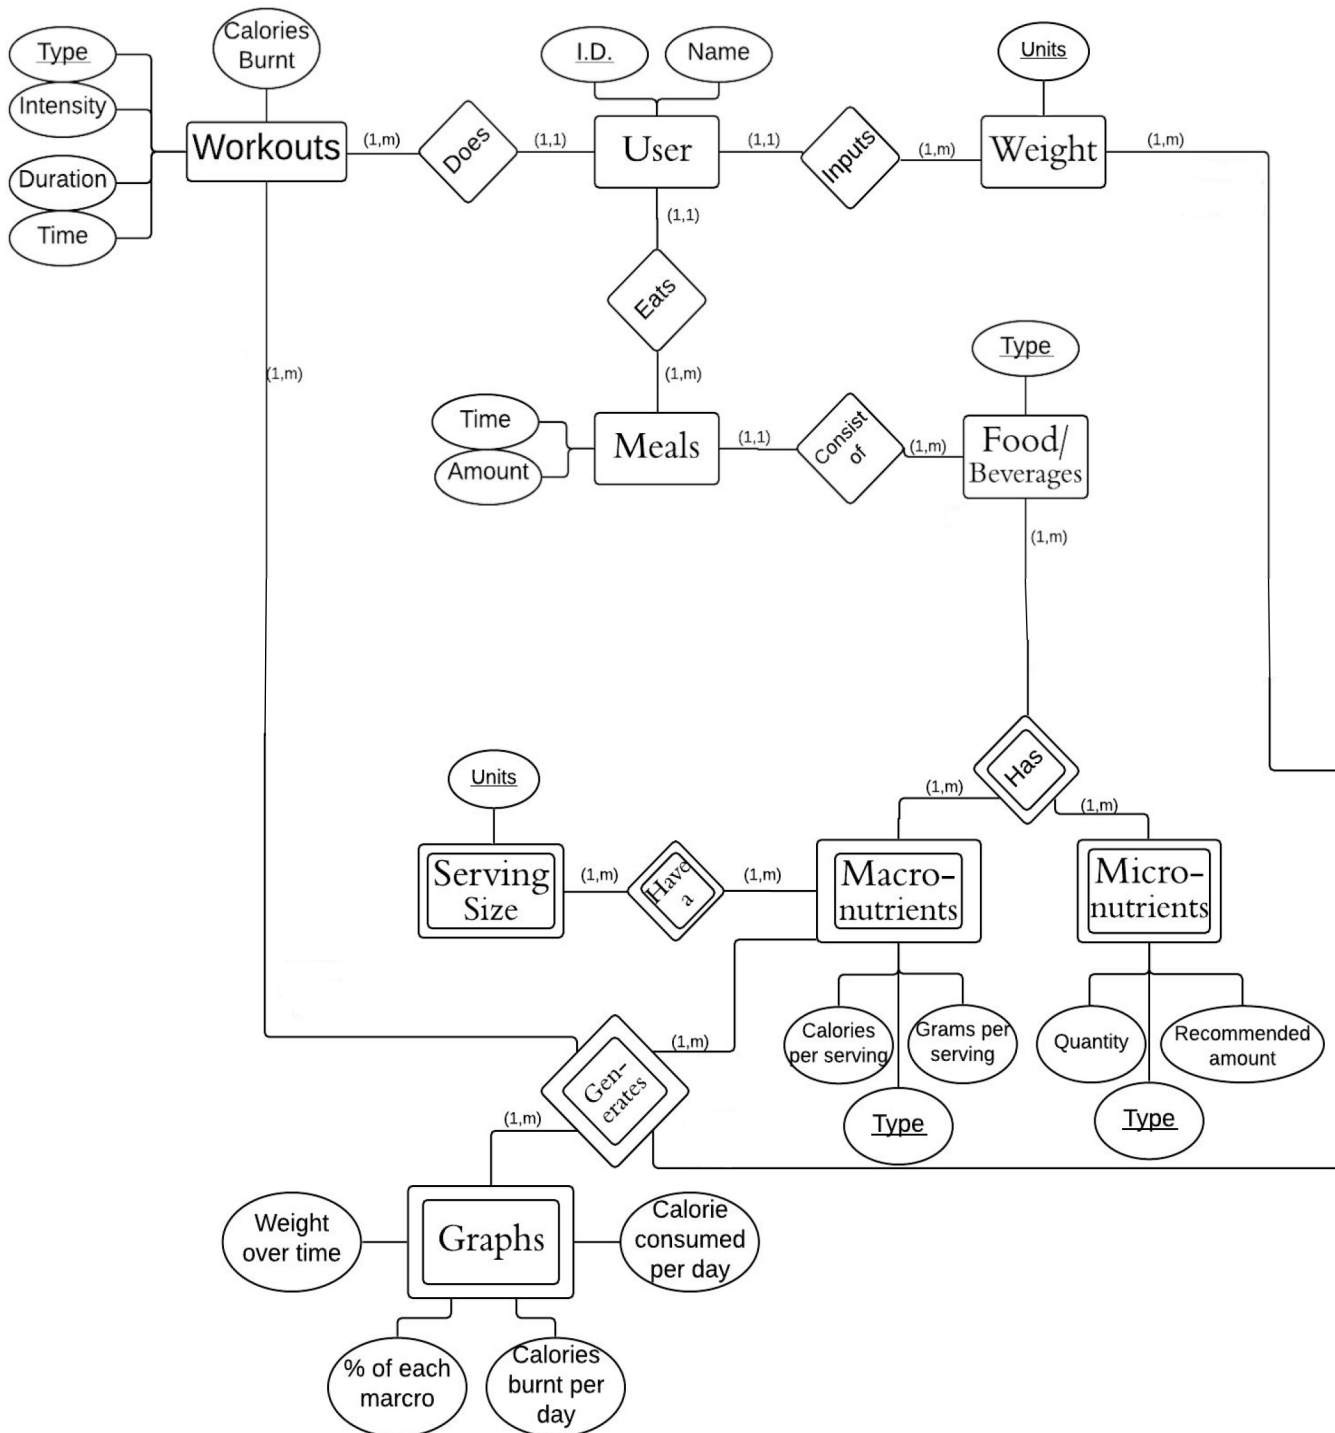 Type
Intensity
Duration
Time
Calories
Burnt
Workouts
(1,m)
Does
(1,1)
I.D.
Name
User
(1,1)
Inputs
(1,m)
Units
Weight
(1,m)
(1,1)
Eats
(1,m)
(1,m)
Time
Amount
Meals
(1,1)
Consist
of
(1,m)
Type
Food/
Beverages
(1,m)
Has
(1,m)
(1,m)
Units
Serving
Size
(1,m)
Have
a
(1,m)
Macro-
nutrients
Micro-
nutrients
Calories
per serving
Grams per
serving
Type
Quantity
Recommended
amount
Type
(1,m)
Gen-
erates
(1,m)
Graphs
Weight
over time
Calorie
consumed
per day
% of each
marcro
Calories
burnt per
day